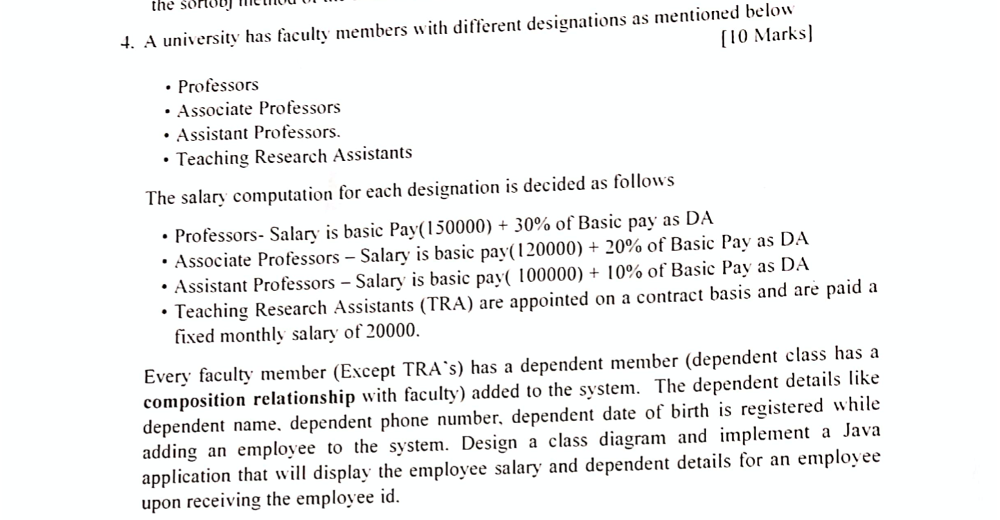 the sortobj method of the
4. A university has faculty members with different designations as mentioned below
[10 Marks]
• Professors
• Associate Professors
• Assistant Professors.
• Teaching Research Assistants
The salary computation for each designation is decided as follows
• Professors- Salary is basic Pay(150000) + 30% of Basic pay as DA
• Associate Professors – Salary is basic pay(120000) + 20% of Basic Pay as DA
• Assistant Professors – Salary is basic pay( 100000) + 10% of Basic Pay as DA
• Teaching Research Assistants (TRA) are appointed on a contract basis and are paid a
fixed monthly salary of 20000.
Every faculty member (Except TRA`s) has a dependent member (dependent class has a
composition relationship with faculty) added to the system. The dependent details like
dependent name, dependent phone number, dependent date of birth is registered while
adding an employee to the system. Design a class diagram and implement a Java
application that will display the employee salary and dependent details for an employee
upon receiving the employee id.